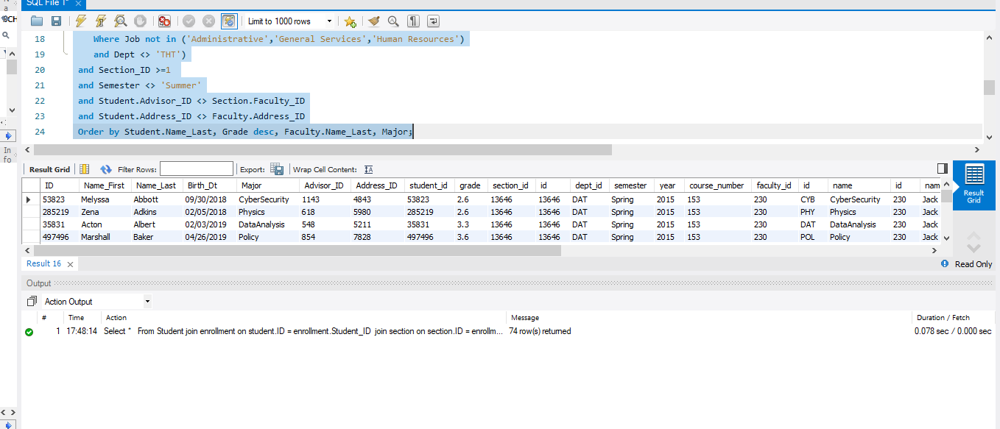 SQL File 1*
Limit to 1000 rows
18 Where Job not in ('Administrative','General Services','Human Resources')
19 and Dept <> 'THT')
20 and Section_ID >=1
21 and Semester <> 'Summer'
22 and Student.Advisor_ID <> Section.Faculty_ID
23 and Student.Address_ID <> Faculty.Address_ID
24 Order by Student.Name_Last, Grade desc, Faculty.Name_Last, Major;
In
fo
Result Grid Filter Rows: Export: Wrap Cell Content:
ID Name_First Name_Last Birth_Dt Major Advisor_ID Address_ID student_id grade section_id id dept_id semester year course_number faculty_id id name id nam
53823 Melyssa Abbott 09/30/2018 CyberSecurity 1143 4843 53823 2.6 13646 13646 DAT Spring 2015 153 230 CYB CyberSecurity 230 Jack
285219 Zena Adkins 02/05/2018 Physics 618 5980 285219 2.6 13646 13646 DAT Spring 2015 153 230 PHY Physics 230 Jack
35831 Acton Albert 02/03/2019 DataAnalysis 548 5211 35831 3.3 13646 13646 DAT Spring 2015 153 230 DAT DataAnalysis 230 Jack
497496 Marshall Baker 04/26/2019 Policy 854 7828 497496 3.6 13646 13646 DAT Spring 2015 153 230 POL Policy 230 Jack
Result
Grid
Result 16
Read Only
Output
Action Output
# Time Action Message Duration / Fetch
1 17:48:14 Select * From Student join enrollment on student.ID = enrollment.Student_ID join section on section.ID = enrollm... 74 row(s) returned 0.078 sec / 0.000 sec